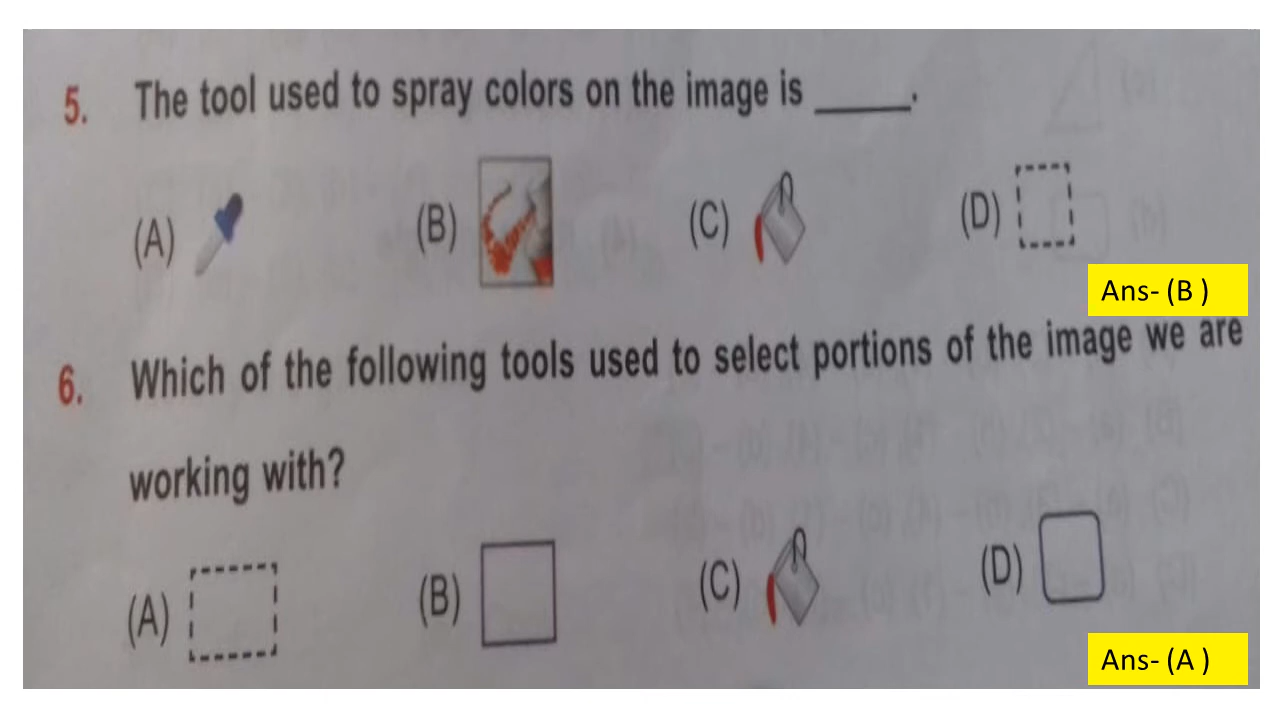 5. The tool used to spray colors on the image is _____.
(A) (B) (C) (D)
Ans- (B )
6. Which of the following tools used to select portions of the image we are
working with?
(A) (B) (C) (D)
Ans- (A )